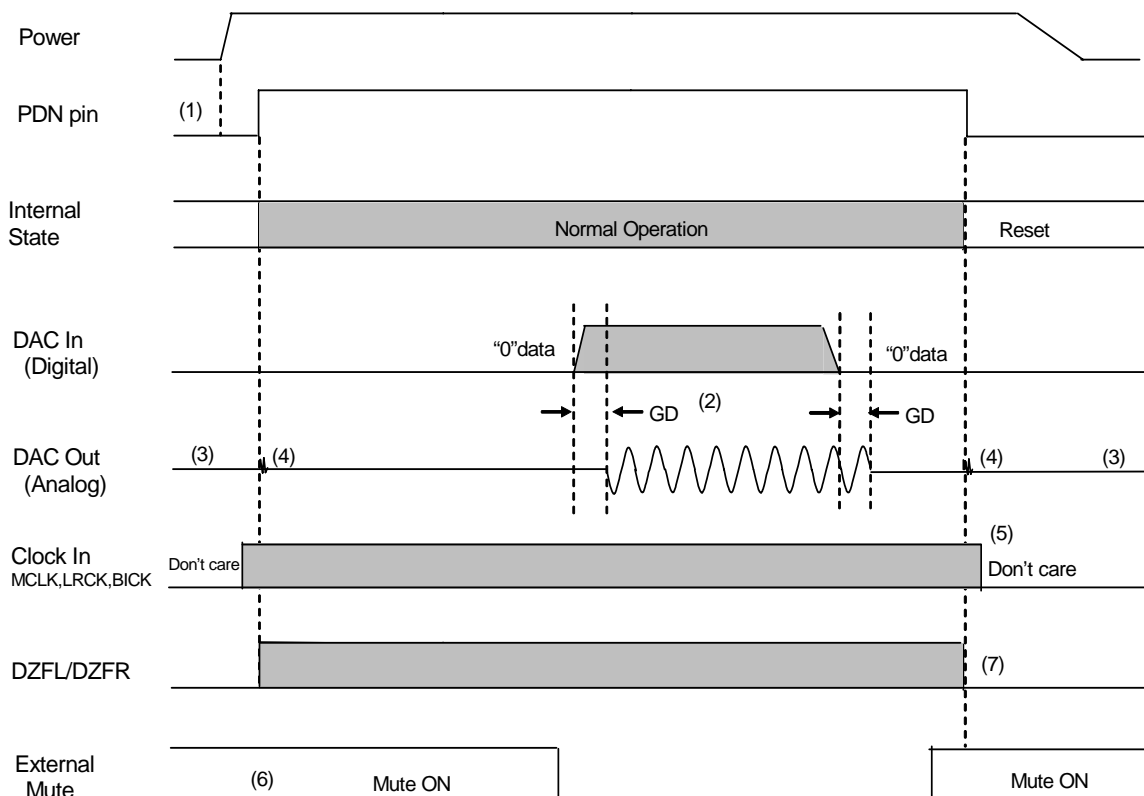 Power
PDN pin
(1)
Internal
State
Normal Operation
Reset
DAC In
(Digital)
“0”data
“0”data
(2)
GD
GD
DAC Out
(Analog)
(3)
(4)
(4)
(3)
Clock In
MCLK,LRCK,BICK
Don’t care
(5)
Don’t care
DZFL/DZFR
(7)
External
Mute
(6)
Mute ON
Mute ON